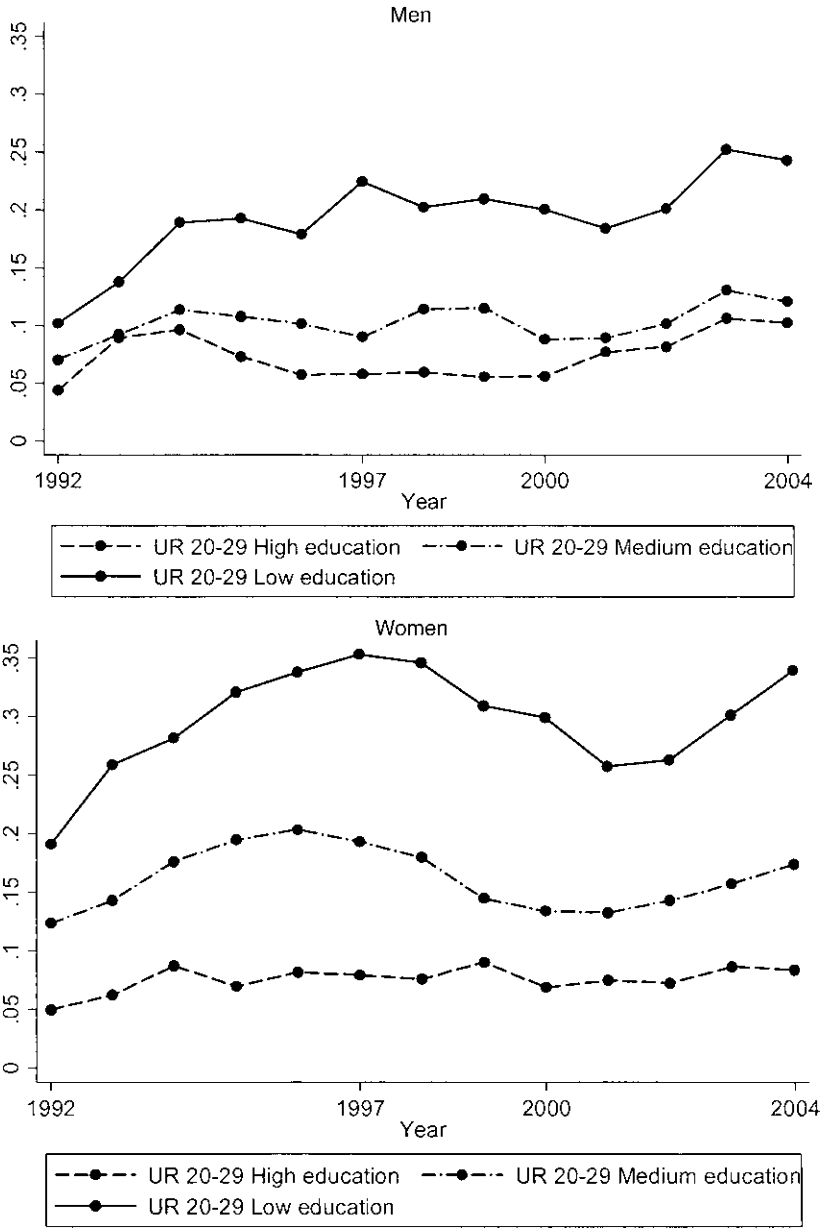 Men
.35
.3
.25
.2
.15
.1
.05
0
1992 1997 2000 2004
Year
UR 20-29 High education UR 20-29 Medium education
UR 20-29 Low education
Women
.35
.3
.25
.2
.15
.1
.05
0
1992 1997 2000 2004
Year
UR 20-29 High education UR 20-29 Medium education
UR 20-29 Low education